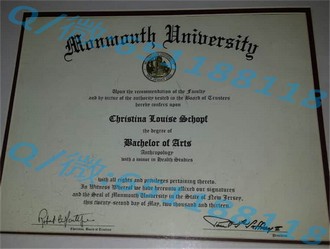 Monmouth University
Upon the recommendation of the Faculty
and by virtue of the authority vested in the Board of Trustees
hereby confers upon
Christina Louise Schopf
the degree of
Bachelor of Arts
Anthropology
with a minor in Health Studies
with all rights and privileges pertaining thereto.
In Witness Whereof we have hereunto affixed our signatures
and the Seal of Monmouth University in the State of New Jersey,
this twenty-second day of May, two thousand and thirteen.